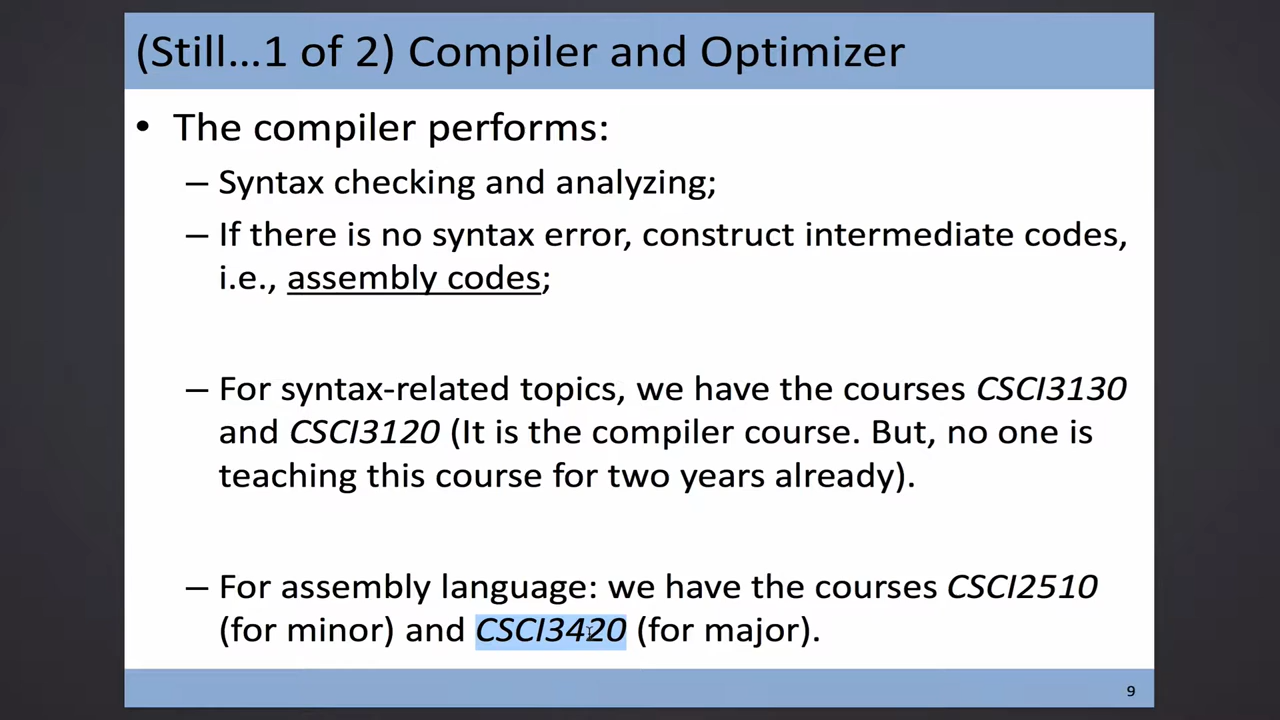 (Still…1 of 2) Compiler and Optimizer
• The compiler performs:
– Syntax checking and analyzing;
– If there is no syntax error, construct intermediate codes,
i.e., assembly codes;
– For syntax-related topics, we have the courses CSCI3130
and CSCI3120 (It is the compiler course. But, no one is
teaching this course for two years already).
– For assembly language: we have the courses CSCI2510
(for minor) and CSCI3420 (for major).
9